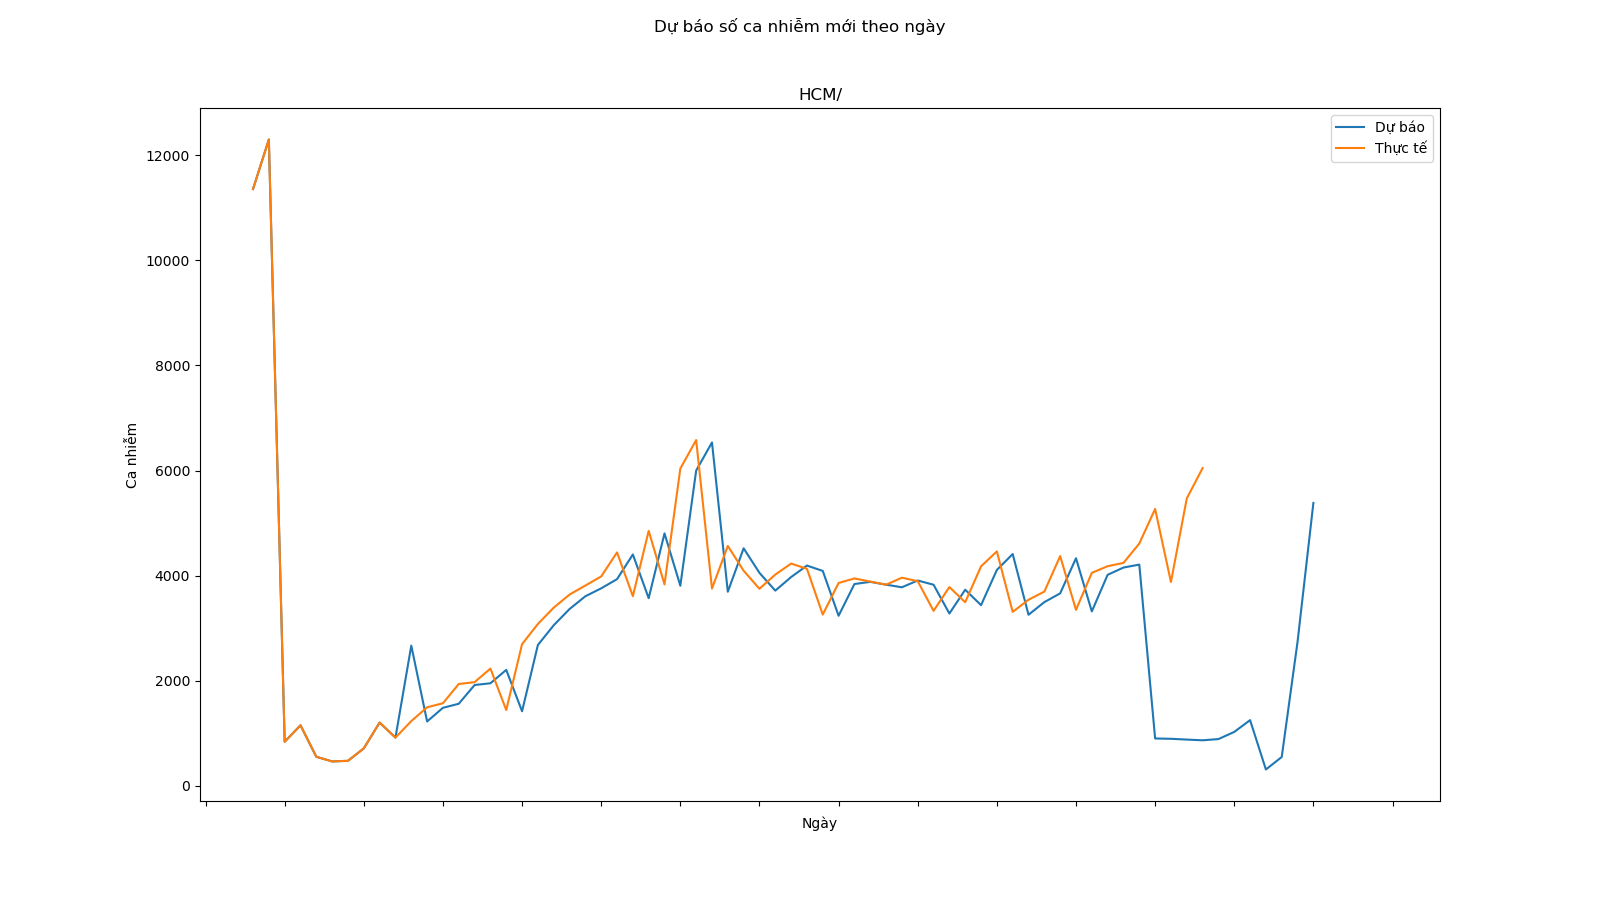 Dự báo số ca nhiễm mới theo ngày
HCM/
Dự báo
Thực tế
12000
10000
8000
6000
4000
2000
0
Ca nhiễm
Ngày